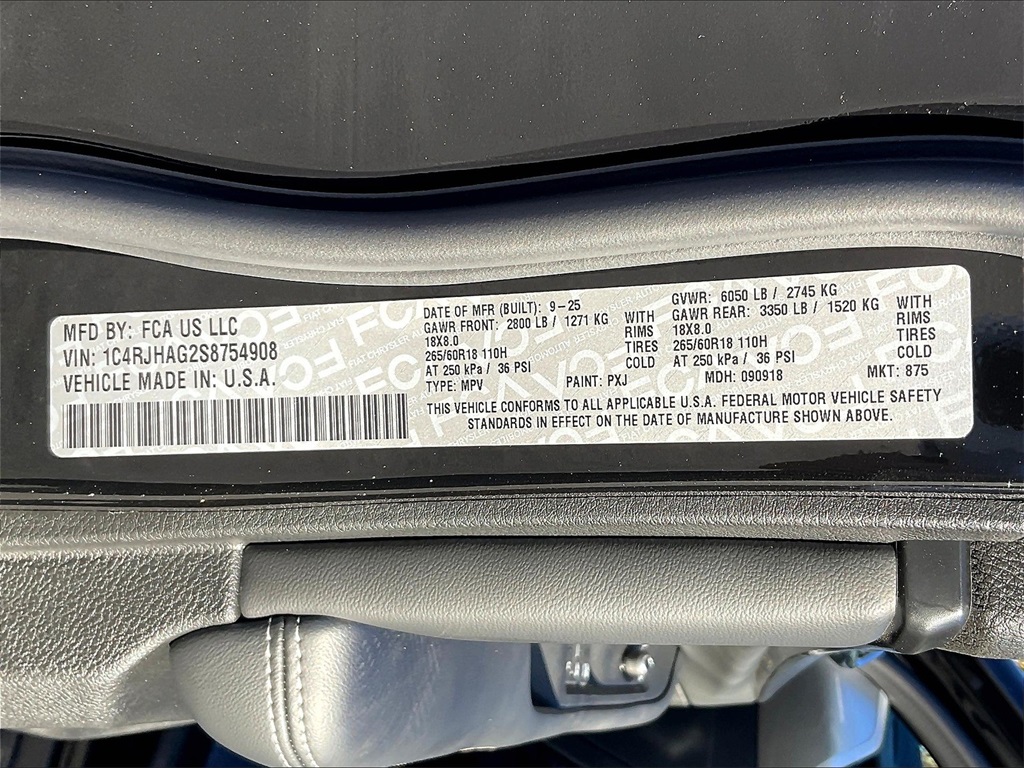 MFD BY: FCA US LLC
VIN: 1C4RJHAG2S8754908
VEHICLE MADE IN: U.S.A.
DATE OF MFR (BUILT): 9-25 GVWR: 6050 LB / 2745 KG
GAWR FRONT: 2800 LB / 1271 KG WITH GAWR REAR: 3350 LB / 1520 KG WITH
18X8.0 RIMS 18X8.0 RIMS
265/60R18 110H TIRES 265/60R18 110H TIRES
AT 250 kPa / 36 PSI COLD AT 250 kPa / 36 PSI COLD
TYPE: MPV PAINT: PXJ MDH: 090918 MKT: 875
THIS VEHICLE CONFORMS TO ALL APPLICABLE U.S.A. FEDERAL MOTOR VEHICLE SAFETY
STANDARDS IN EFFECT ON THE DATE OF MANUFACTURE SHOWN ABOVE.